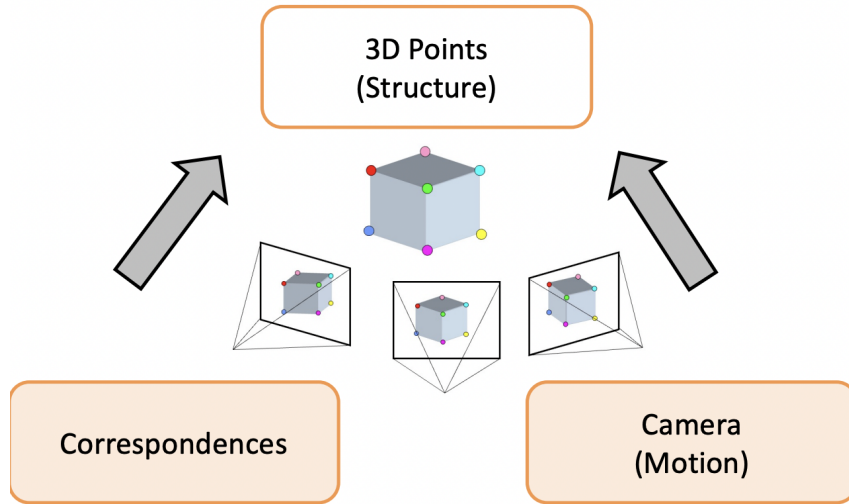 3D Points
(Structure)
Correspondences
Camera
(Motion)